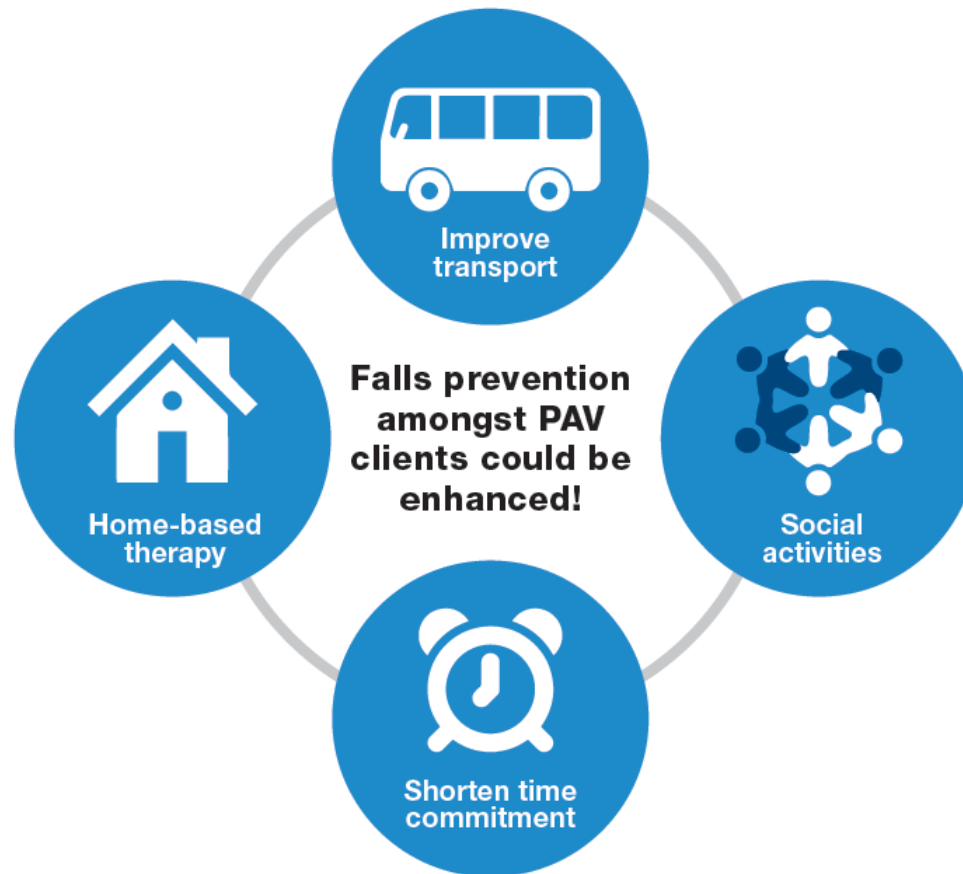 Improve
transport
Falls prevention
amongst PAV
clients could be
enhanced!
Home-based
therapy
Social
activities
Shorten time
commitment